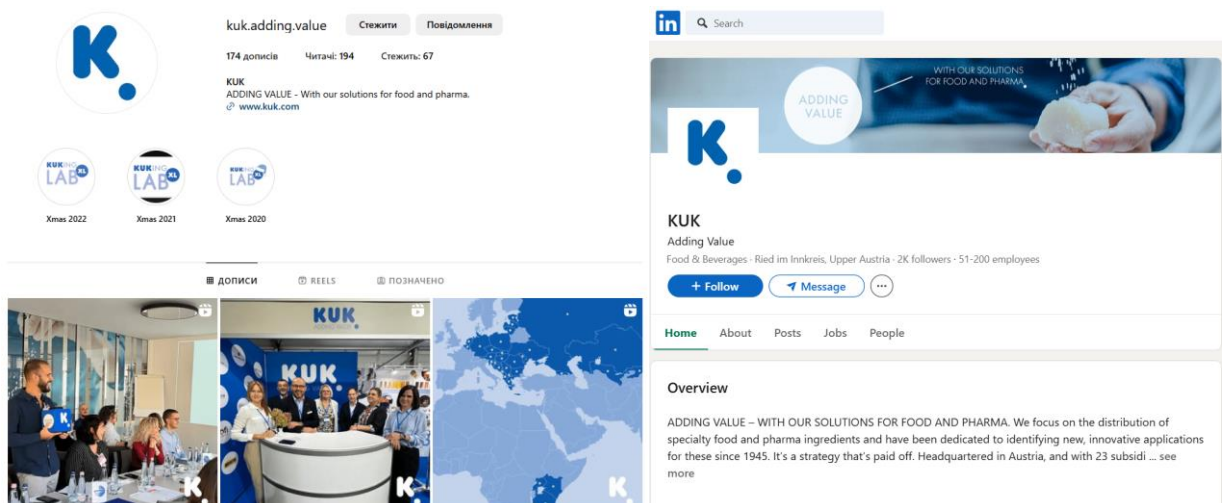 K.
kuk.adding.value
Стежити
Повідомлення
174 дописів
Читачі: 194
Стежить: 67
KUK
ADDING VALUE - With our solutions for food and pharma.
www.kuk.com
KUKING
LAB XL
KUKING
LAB XL
LAB
Xmas 2022
Xmas 2021
Xmas 2020
ДОПИСИ
REELS
ПОЗНАЧЕНО
K.
KUK.
ADDING VALUE
KUK.
K.
K.
K.
in
Search
WITH OUR SOLUTIONS
FOR FOOD AND PHARMA.
ADDING
VALUE
K.
KUK
Adding Value
Food & Beverages · Ried im Innkreis, Upper Austria · 2K followers · 51-200 employees
+ Follow
Message
Home
About
Posts
Jobs
People
Overview
ADDING VALUE – WITH OUR SOLUTIONS FOR FOOD AND PHARMA. We focus on the distribution of
specialty food and pharma ingredients and have been dedicated to identifying new, innovative applications
for these since 1945. It's a strategy that's paid off. Headquartered in Austria, and with 23 subsidi ... see
more